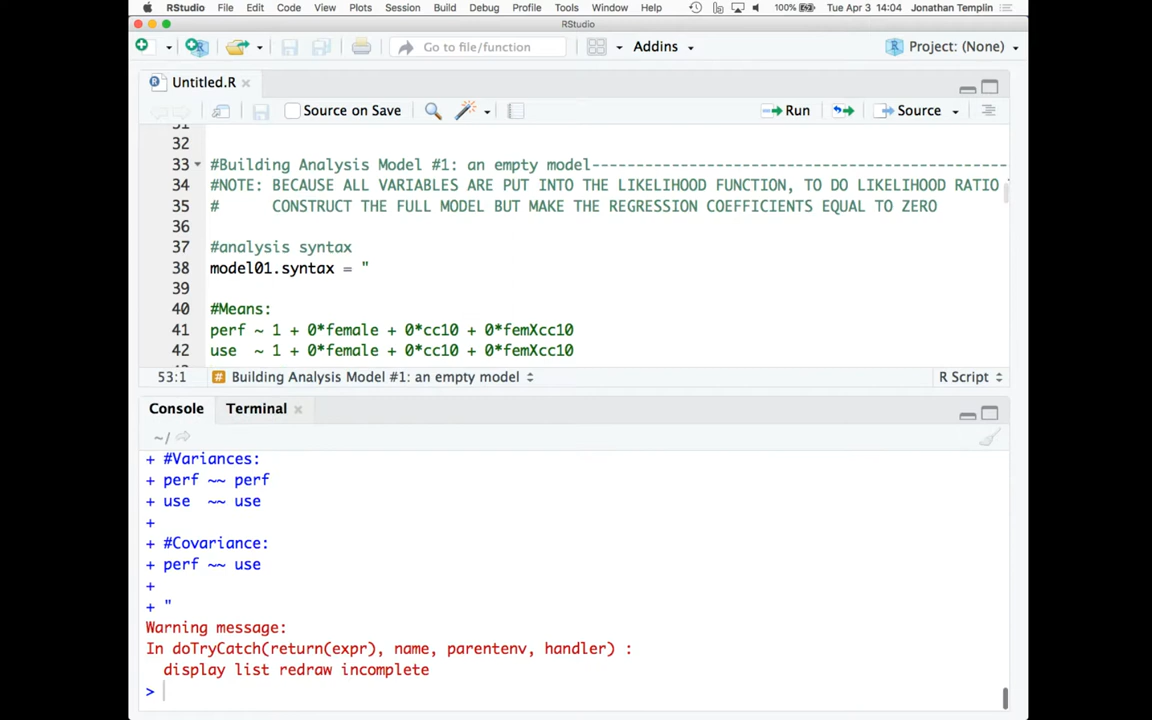 RStudio File Edit Code View Plots Session Build Debug Profile Tools Window Help 100% Tue Apr 3 14:04 Jonathan Templin
RStudio
Go to file/function Addins Project: (None)
Untitled.R
Source on Save Run Source
31
32
33 #Building Analysis Model #1: an empty model-----------------------------------------------
34 #NOTE: BECAUSE ALL VARIABLES ARE PUT INTO THE LIKELIHOOD FUNCTION, TO DO LIKELIHOOD RATIO
35 # CONSTRUCT THE FULL MODEL BUT MAKE THE REGRESSION COEFFICIENTS EQUAL TO ZERO
36
37 #analysis syntax
38 model01.syntax = "
39
40 #Means:
41 perf ~ 1 + 0*female + 0*cc10 + 0*femXcc10
42 use ~ 1 + 0*female + 0*cc10 + 0*femXcc10
53:1 # Building Analysis Model #1: an empty model R Script
Console Terminal
~/
+ #Variances:
+ perf ~~ perf
+ use ~~ use
+
+ #Covariance:
+ perf ~~ use
+
+ "
Warning message:
In doTryCatch(return(expr), name, parentenv, handler) :
display list redraw incomplete
>